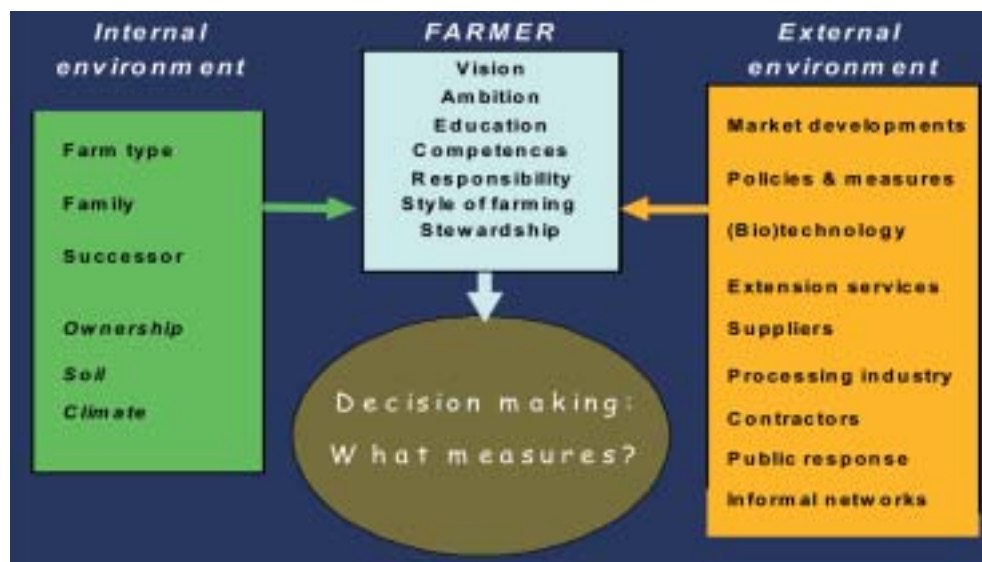 Internal
environment
Farm type
Family
Successor
Ownership
Soil
Climate
FARMER
Vision
Ambition
Education
Competences
Responsibility
Style of farming
Stewardship
Decision making:
What measures?
External
environment
Market developments
Policies & measures
(Bio)technology
Extension services
Suppliers
Processing industry
Contractors
Public response
Informal networks